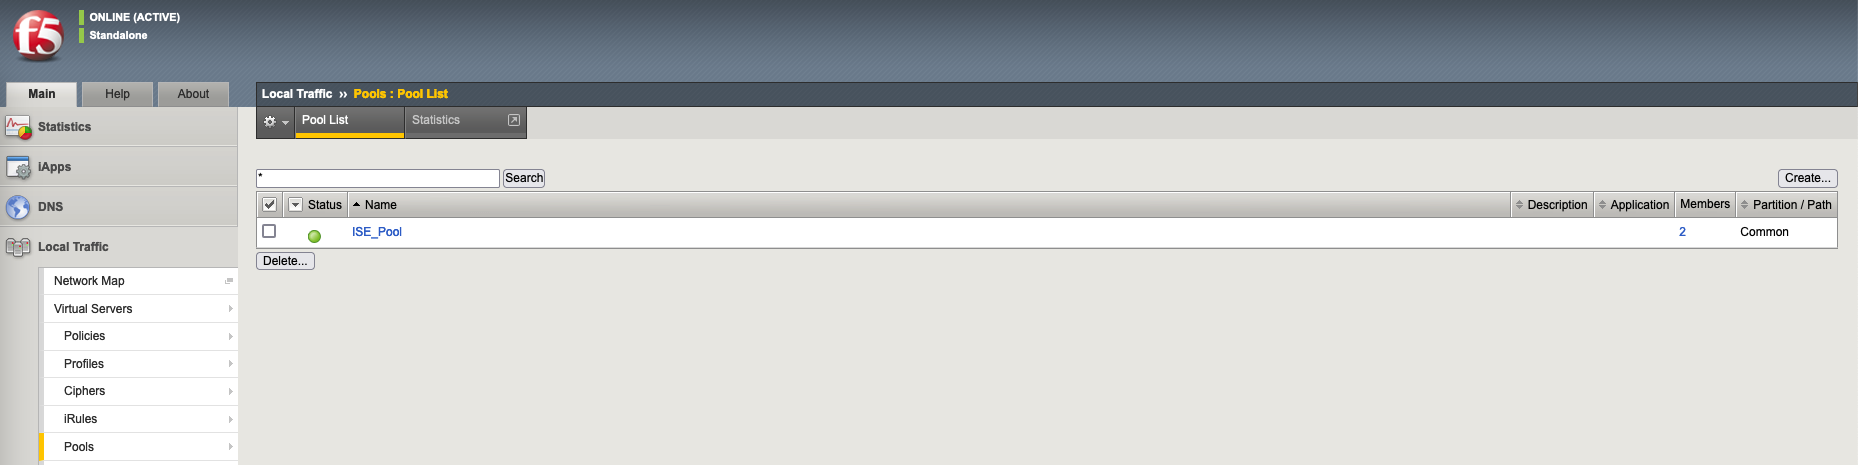 f5
ONLINE (ACTIVE)
Standalone
Main
Help
About
Local Traffic ›› Pools : Pool List
Pool List
Statistics
Statistics
iApps
DNS
Local Traffic
Network Map
Virtual Servers
Policies
Profiles
Ciphers
iRules
Pools
*
Search
Create...
Status
Name
Description
Application
Members
Partition / Path
ISE_Pool
2
Common
Delete...